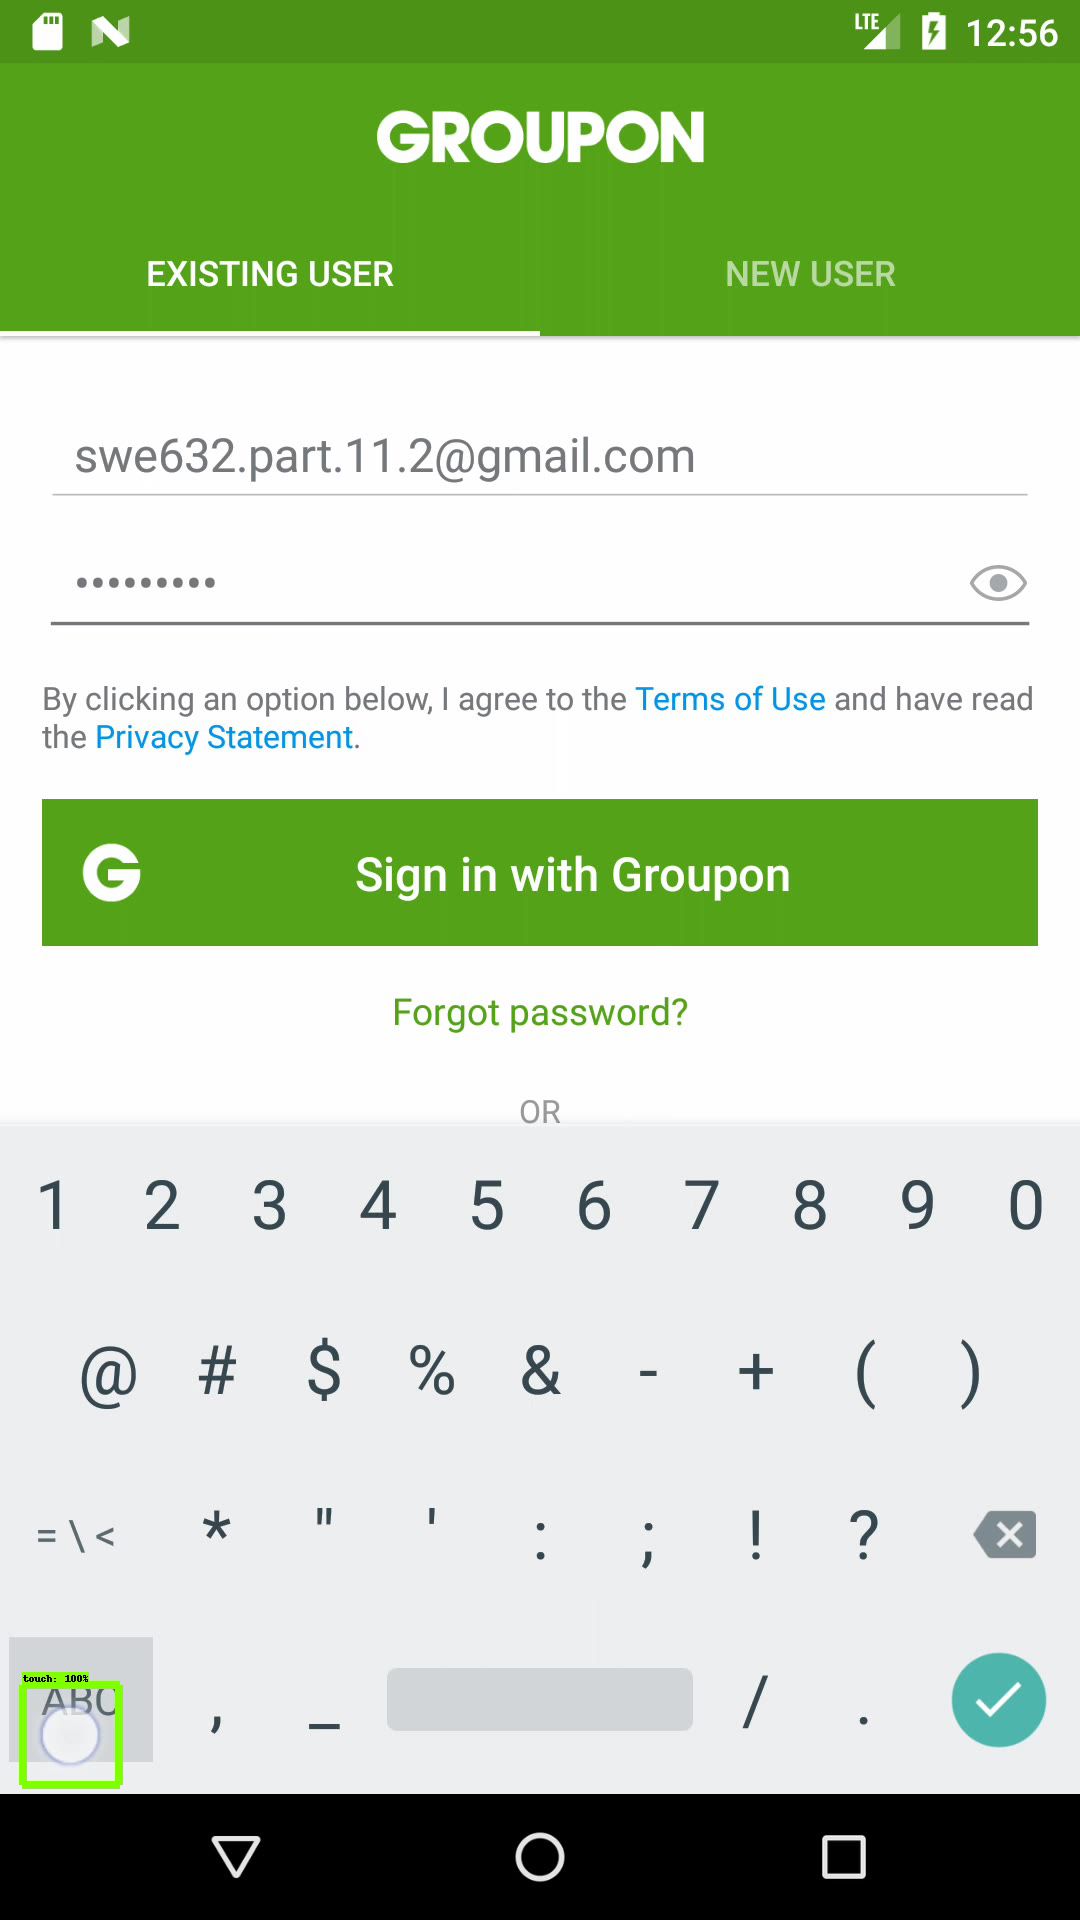 LTE 12:56
GROUPON
EXISTING USER NEW USER
swe632.part.11.2@gmail.com
•••••••••
By clicking an option below, I agree to the Terms of Use and have read
the Privacy Statement.
G Sign in with Groupon
Forgot password?
OR
1 2 3 4 5 6 7 8 9 0
@ # $ % & - + ( )
= \ < * " ' : ; ! ?
touch: 100%
ABC , _ / .